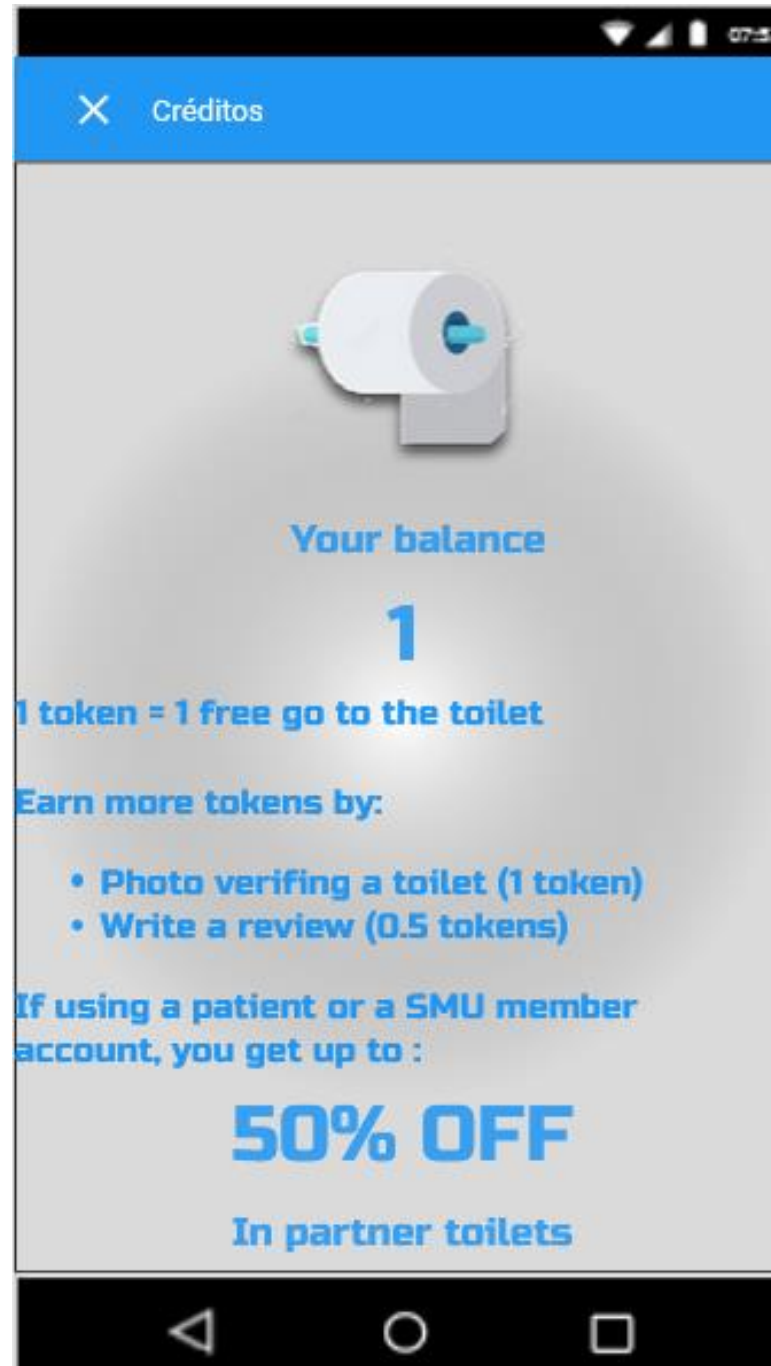 Créditos
Your balance
1
1 token = 1 free go to the toilet
Earn more tokens by:
• Photo verifing a toilet (1 token)
• Write a review (0.5 tokens)
If using a patient or a SMU member
account, you get up to :
50% OFF
In partner toilets